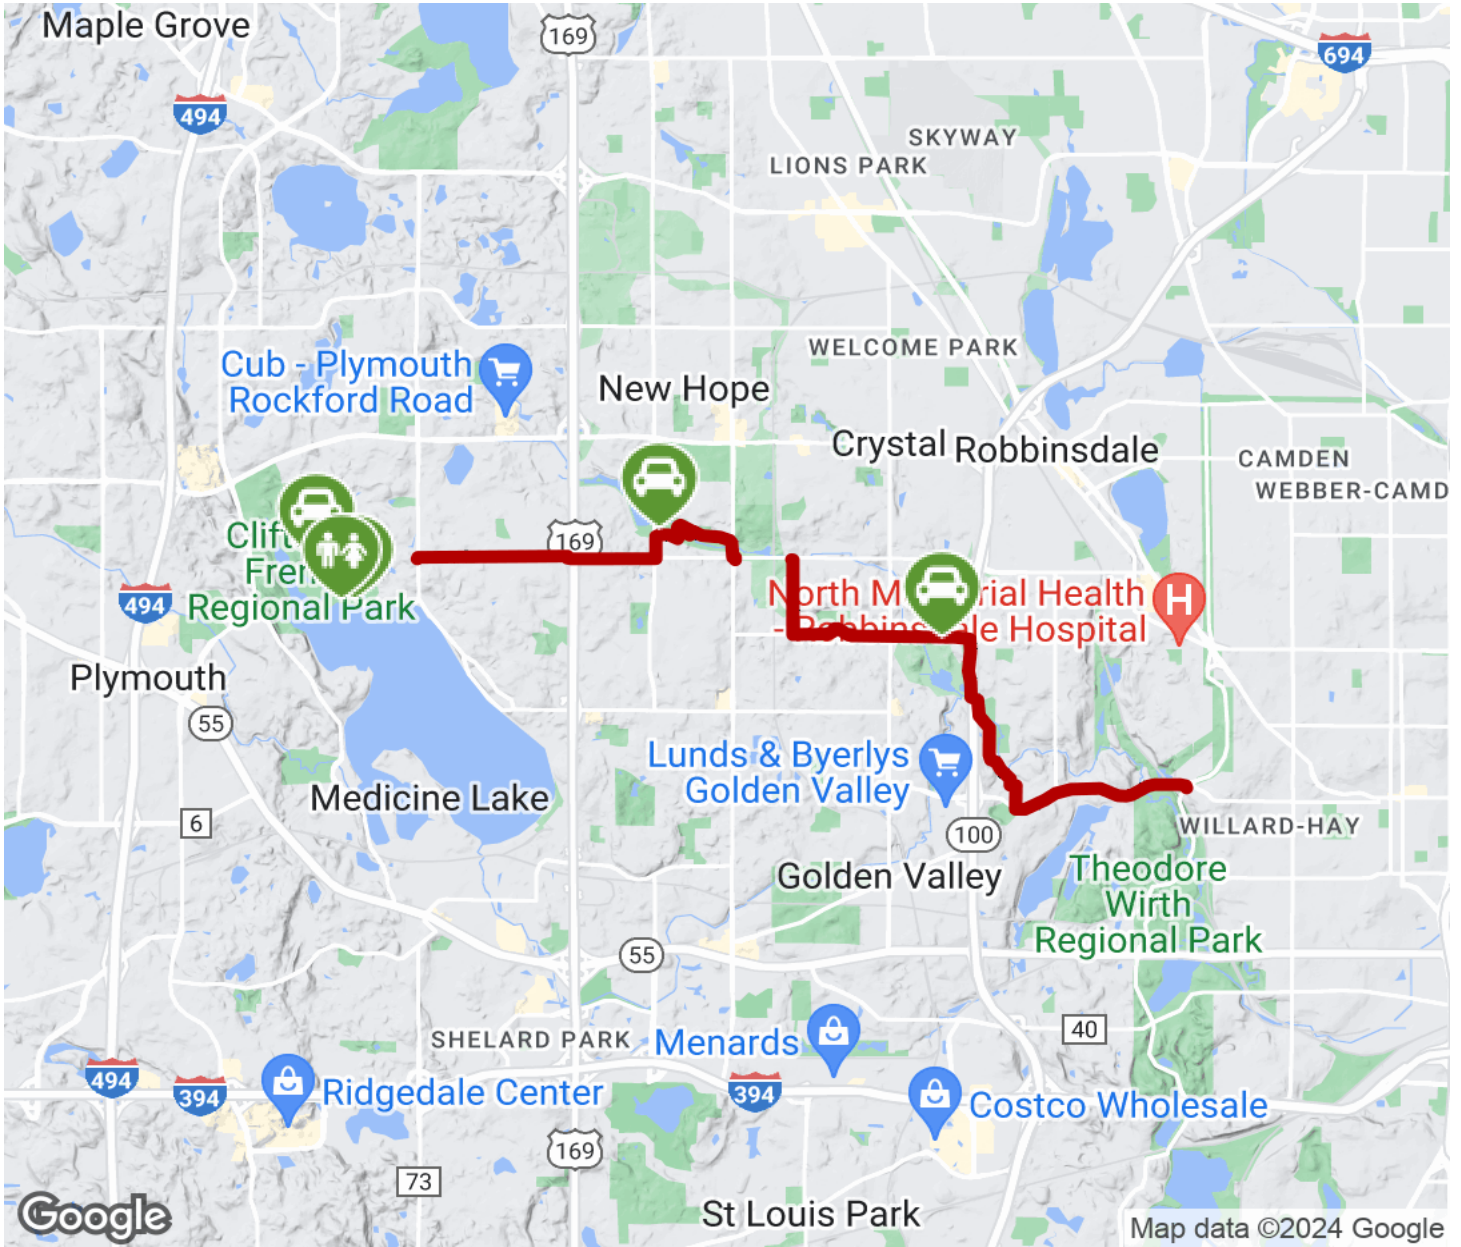 Maple Grove
169
694
494
SKYWAY
LIONS PARK
WELCOME PARK
Cub - Plymouth
Rockford Road
New Hope
Crystal
Robbinsdale
CAMDEN
WEBBER-CAMD
169
Regional Park
North M
rial Health
Hospital
H
494
Plymouth
55
Lunds & Byerlys
Golden Valley
Medicine Lake
6
100
WILLARD-HAY
Golden Valley
Theodore
Wirth
Regional Park
55
SHELARD PARK
Menards
40
494
394
Ridgedale Center
394
Costco Wholesale
169
73
St Louis Park
Google
Map data ©2024 Google